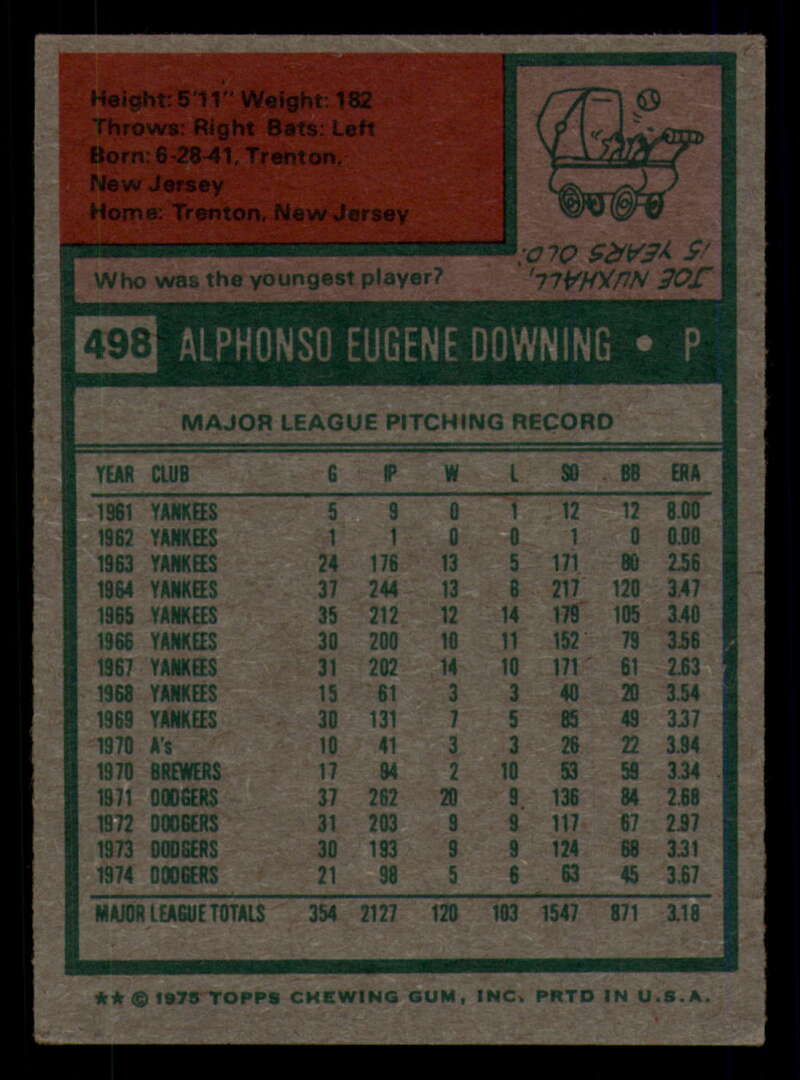 Height: 5'11" Weight: 182
Throws: Right Bats: Left
Born: 6-28-41, Trenton,
New Jersey
Home: Trenton, New Jersey
Who was the youngest player?
JOE NUXHALL,
15 YEARS OLD.
498 ALPHONSO EUGENE DOWNING • P
MAJOR LEAGUE PITCHING RECORD
YEAR CLUB G IP W L SO BB ERA
1961 YANKEES 5 9 0 1 12 12 8.00
1962 YANKEES 1 1 0 0 1 0 0.00
1963 YANKEES 24 176 13 5 171 80 2.56
1964 YANKEES 37 244 13 8 217 120 3.47
1965 YANKEES 35 212 12 14 179 105 3.40
1966 YANKEES 30 200 10 11 152 79 3.56
1967 YANKEES 31 202 14 10 171 61 2.63
1968 YANKEES 15 61 3 3 40 20 3.54
1969 YANKEES 30 131 7 5 85 49 3.37
1970 A's 10 41 3 3 26 22 3.94
1970 BREWERS 17 94 2 10 53 59 3.34
1971 DODGERS 37 262 20 9 136 84 2.68
1972 DODGERS 31 203 9 9 117 67 2.97
1973 DODGERS 30 193 9 9 124 68 3.31
1974 DODGERS 21 98 5 6 63 45 3.67
MAJOR LEAGUE TOTALS 354 2127 120 103 1547 871 3.18
★★ © 1975 TOPPS CHEWING GUM, INC. PRTD IN U.S.A.